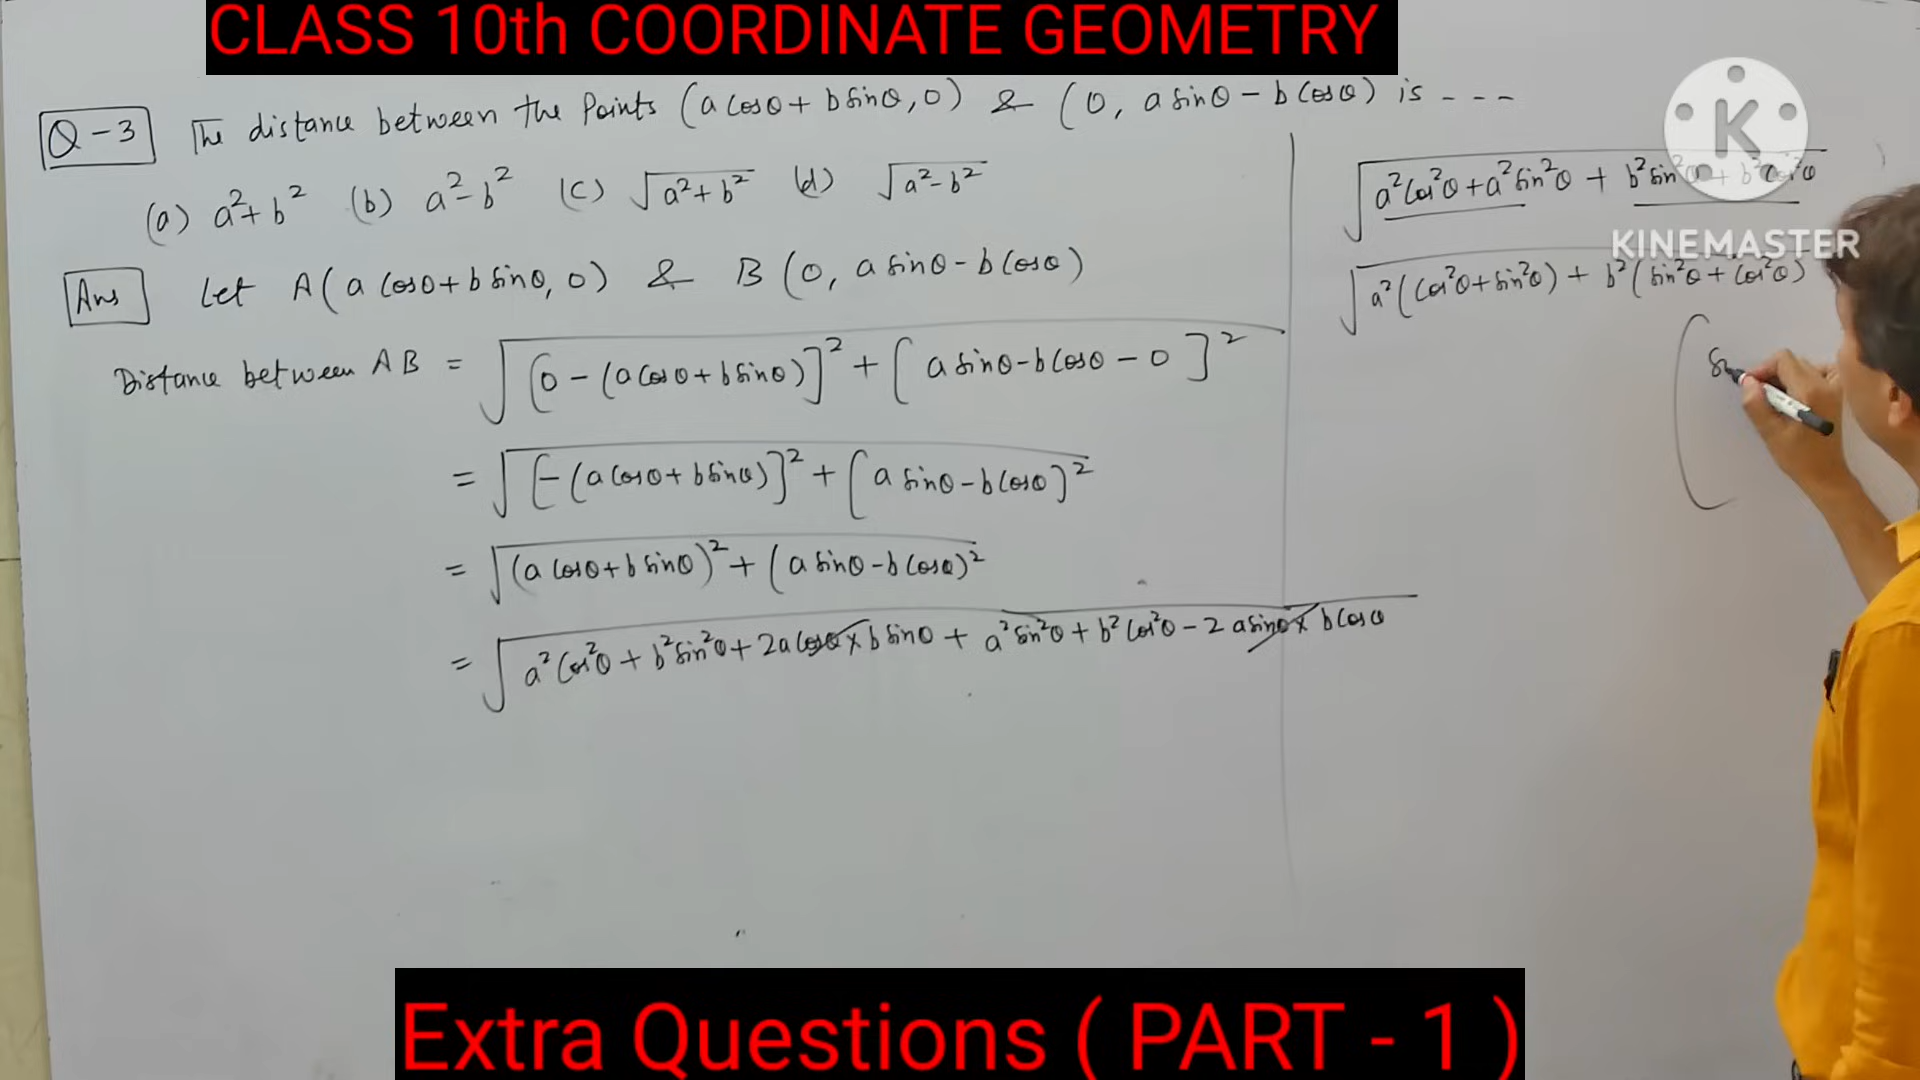 CLASS 10th COORDINATE GEOMETRY
Q-3 The distance between the Points (a cosθ + b sinθ, 0) & (0, a sinθ - b cosθ) is - - -
(a) a²+b² (b) a²-b² (c) √(a²+b²) (d) √(a²-b²)
Ans Let A(a cosθ+b sinθ, 0) & B (0, a sinθ - b cosθ)
Distance between AB = √([0 - (a cosθ+b sinθ)]² + [a sinθ-b cosθ - 0]²)
= √([-(a cosθ+b sinθ)]² + [a sinθ-b cosθ]²)
= √((a cosθ+b sinθ)² + (a sinθ-b cosθ)²)
= √(a² cos²θ + b² sin²θ + 2a cosθ × b sinθ + a² sin²θ + b² cos²θ - 2 a sinθ × b cosθ)
√(a² cos²θ + a² sin²θ + b² sin²θ + b² cos²θ)
√(a² (cos²θ+sin²θ) + b² (sin²θ + cos²θ))
K
KINEMASTER
Extra Questions ( PART - 1 )